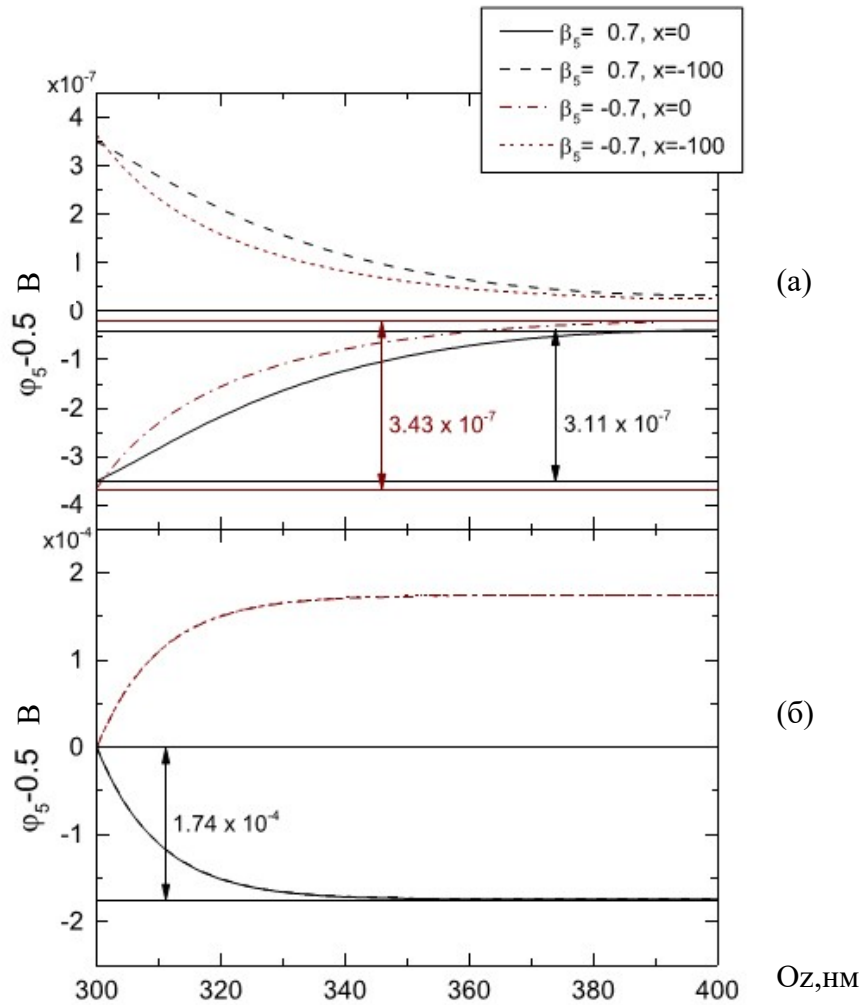 β₅= 0.7, x=0
β₅= 0.7, x=-100
β₅= -0.7, x=0
β₅= -0.7, x=-100
x10⁻⁷
4
3
2
1
0
-1
-2
-3
-4
φ₅-0.5 В
(а)
3.43 x 10⁻⁷
3.11 x 10⁻⁷
x10⁻⁴
2
1
0
-1
-2
φ₅-0.5 В
(б)
1.74 x 10⁻⁴
300 320 340 360 380 400
Oz,нм